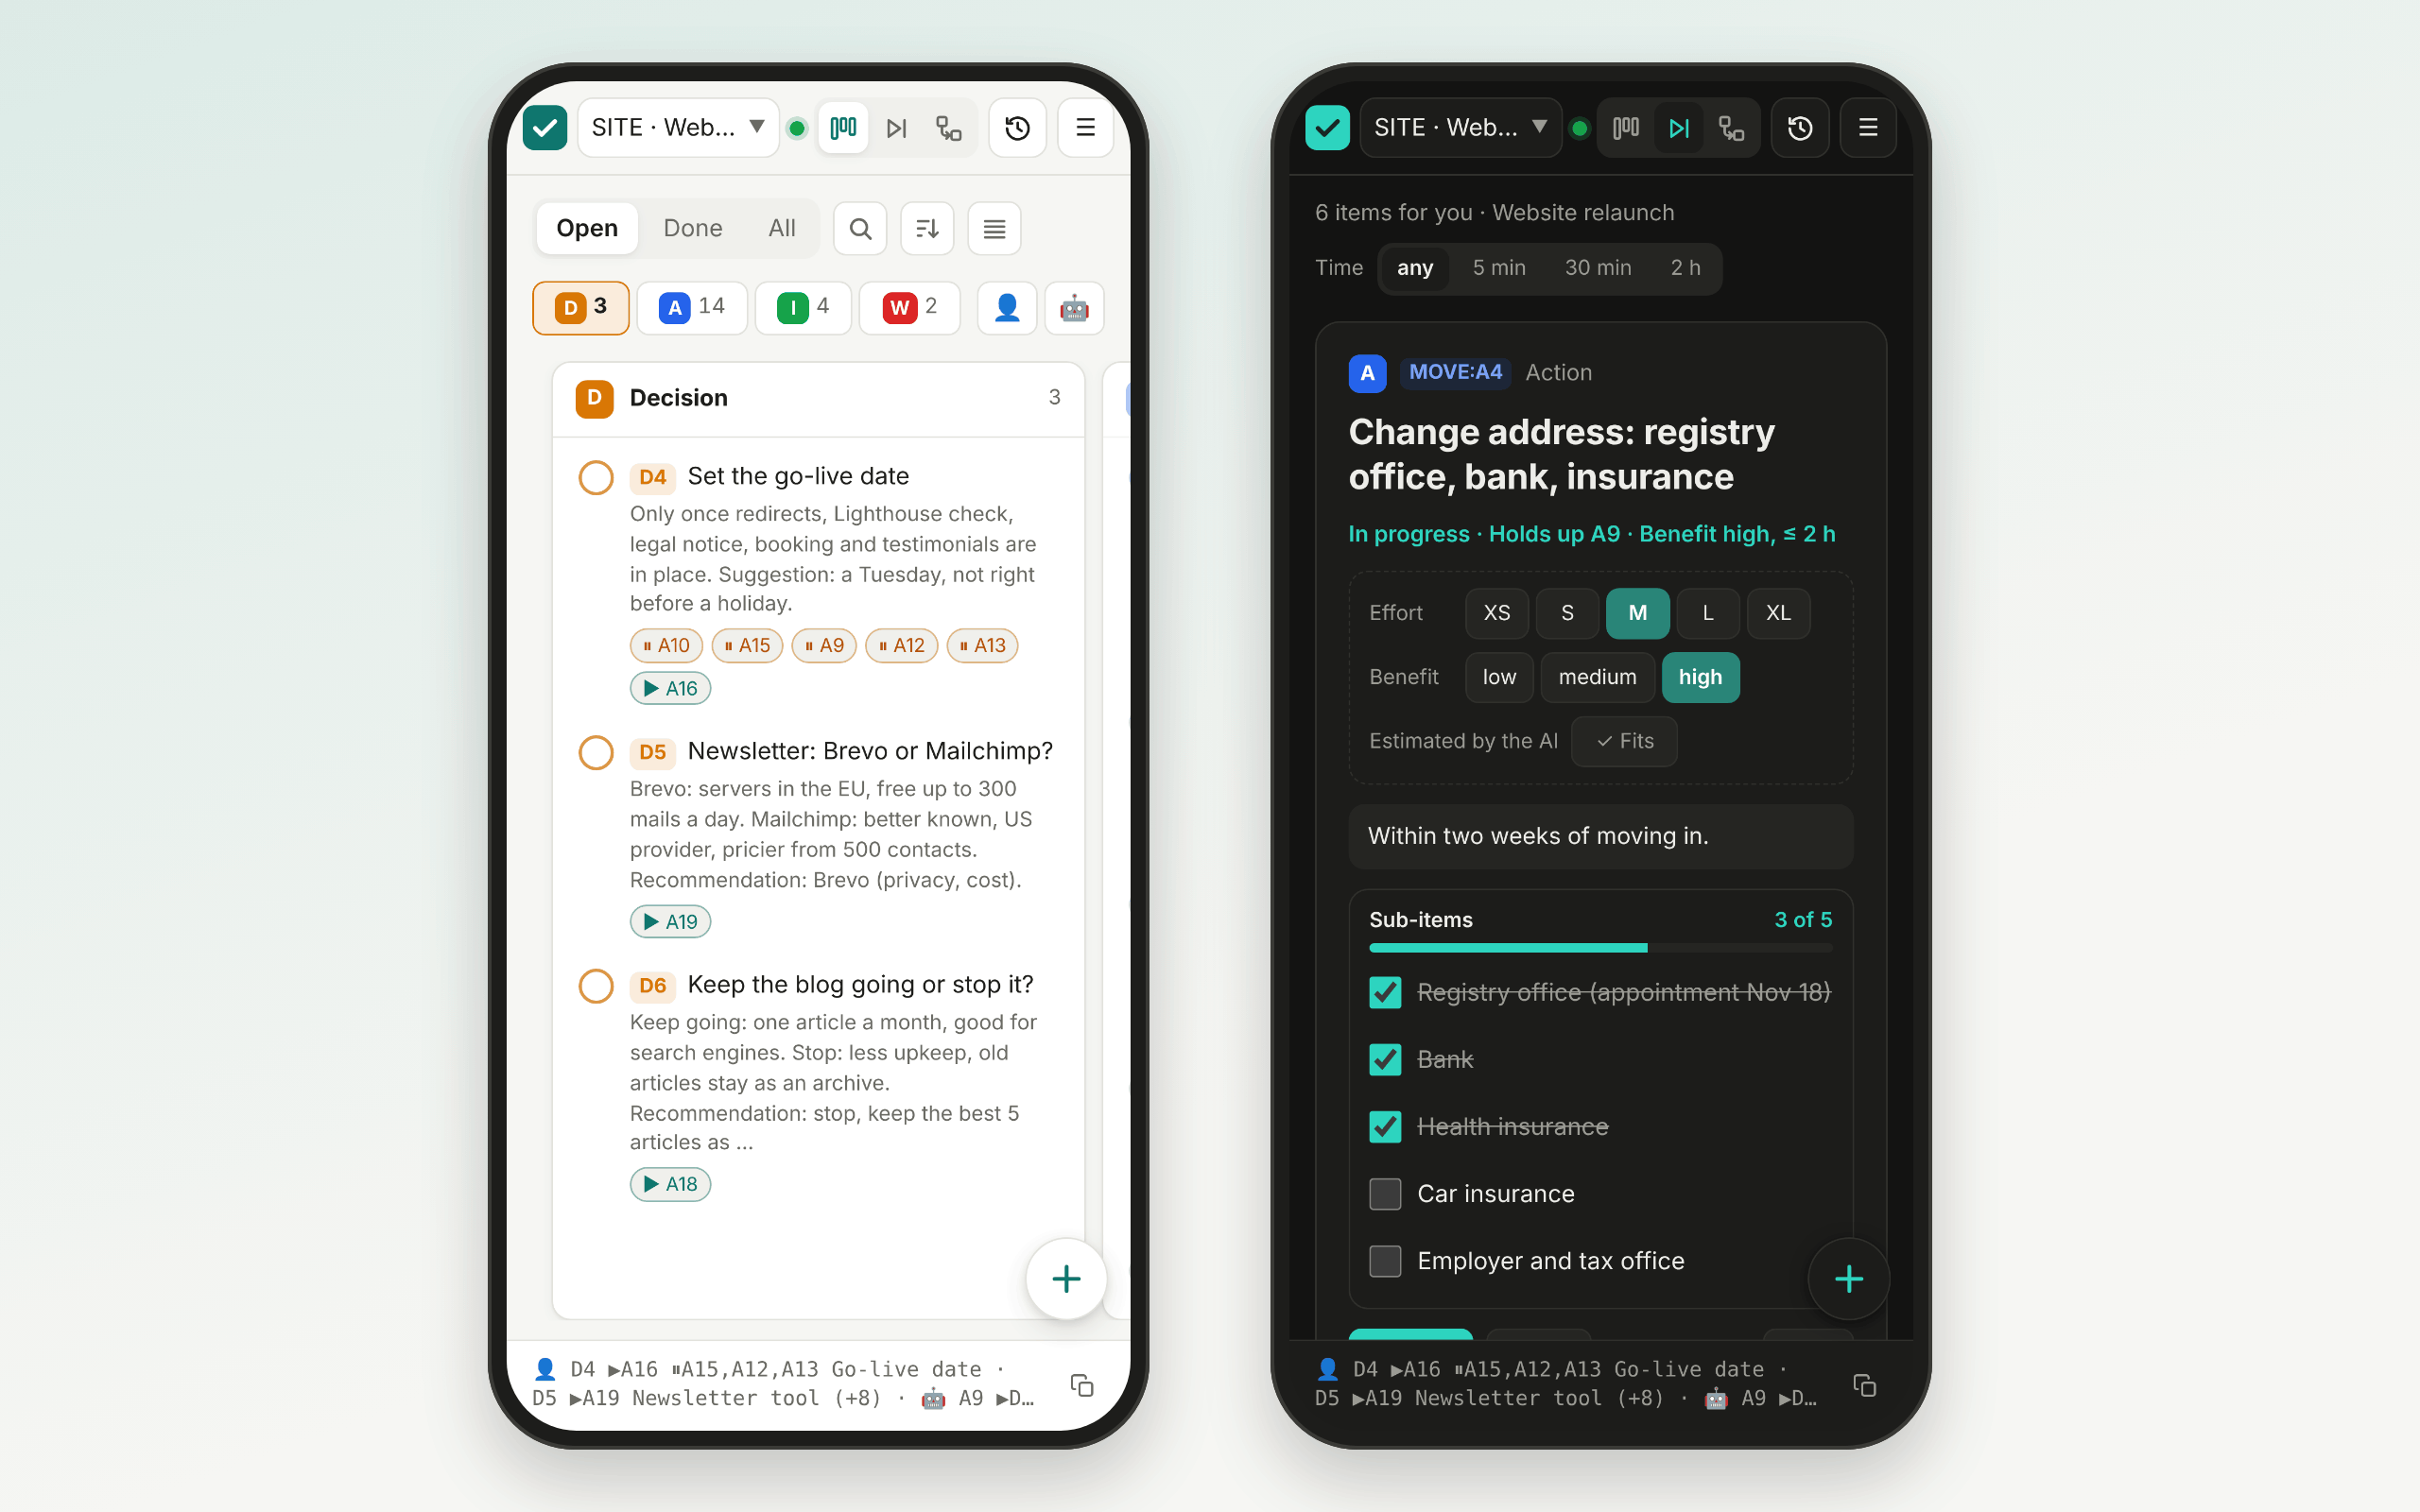 SITE · Web... ▼
Open Done All
D 3 A 14 I 4 W 2
D Decision 3
D4 Set the go-live date
Only once redirects, Lighthouse check,
legal notice, booking and testimonials are
in place. Suggestion: a Tuesday, not right
before a holiday.
⏸ A10 ⏸ A15 ⏸ A9 ⏸ A12 ⏸ A13
▶ A16
D5 Newsletter: Brevo or Mailchimp?
Brevo: servers in the EU, free up to 300
mails a day. Mailchimp: better known, US
provider, pricier from 500 contacts.
Recommendation: Brevo (privacy, cost).
▶ A19
D6 Keep the blog going or stop it?
Keep going: one article a month, good for
search engines. Stop: less upkeep, old
articles stay as an archive.
Recommendation: stop, keep the best 5
articles as ...
▶ A18
👤 D4 ▶A16 ⏸A15,A12,A13 Go-live date ·
D5 ▶A19 Newsletter tool (+8) · 🤖 A9 ▶D…
SITE · Web... ▼
6 items for you · Website relaunch
Time any 5 min 30 min 2 h
A MOVE:A4 Action
Change address: registry
office, bank, insurance
In progress · Holds up A9 · Benefit high, ≤ 2 h
Effort XS S M L XL
Benefit low medium high
Estimated by the AI ✓ Fits
Within two weeks of moving in.
Sub-items 3 of 5
Registry office (appointment Nov 18)
Bank
Health insurance
Car insurance
Employer and tax office
👤 D4 ▶A16 ⏸A15,A12,A13 Go-live date ·
D5 ▶A19 Newsletter tool (+8) · 🤖 A9 ▶D…